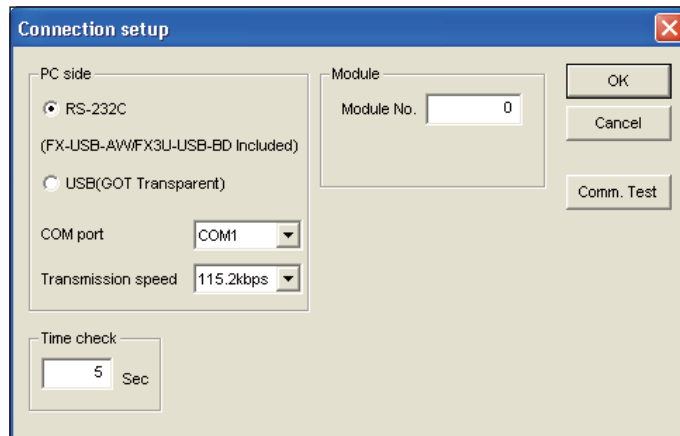 Connection setup
PC side
RS-232C
(FX-USB-AW/FX3U-USB-BD Included)
USB(GOT Transparent)
COM port
COM1
Transmission speed
115.2kbps
Time check
5
Sec
Module
Module No.
0
OK
Cancel
Comm. Test